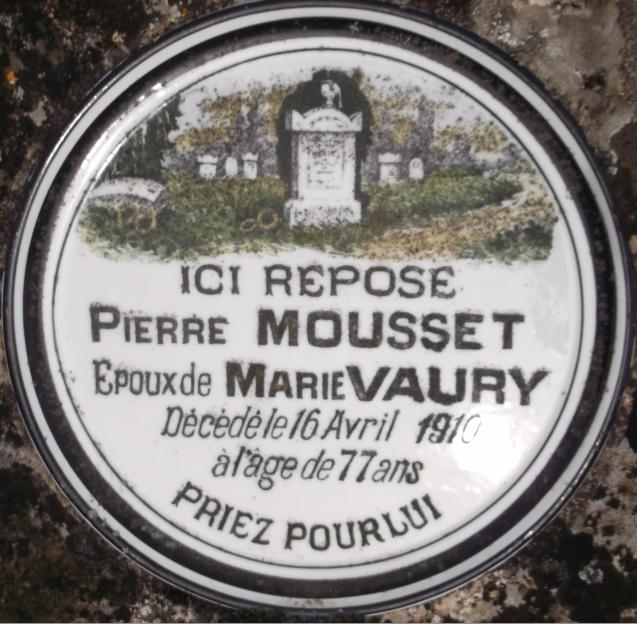 ICI REPOSE
PIERRE MOUSSET
Epoux de MARIE VAURY
Décédé le 16 Avril 1910
à l'âge de 77 ans
PRIEZ POUR LUI